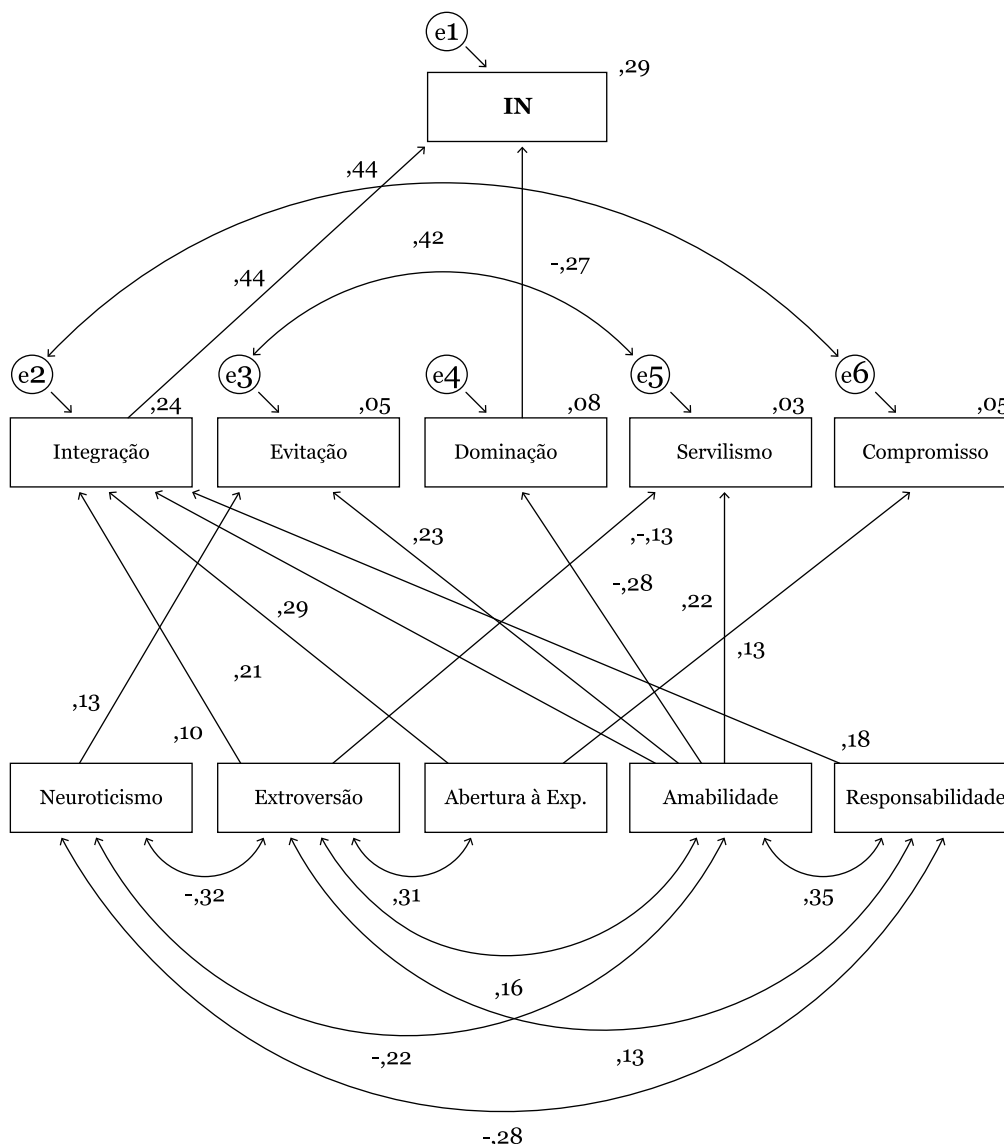 e1
,29
IN
,44
,42
,44
-,27
e2
e3
e4
e5
e6
,24
,05
,08
,03
,05
Integração
Evitação
Dominação
Servilismo
Compromisso
,23
,-,13
-,28
,22
,29
,13
,21
,13
,10
,18
Neuroticismo
Extroversão
Abertura à Exp.
Amabilidade
Responsabilidade
-,32
,31
,35
,16
-,22
,13
-,28